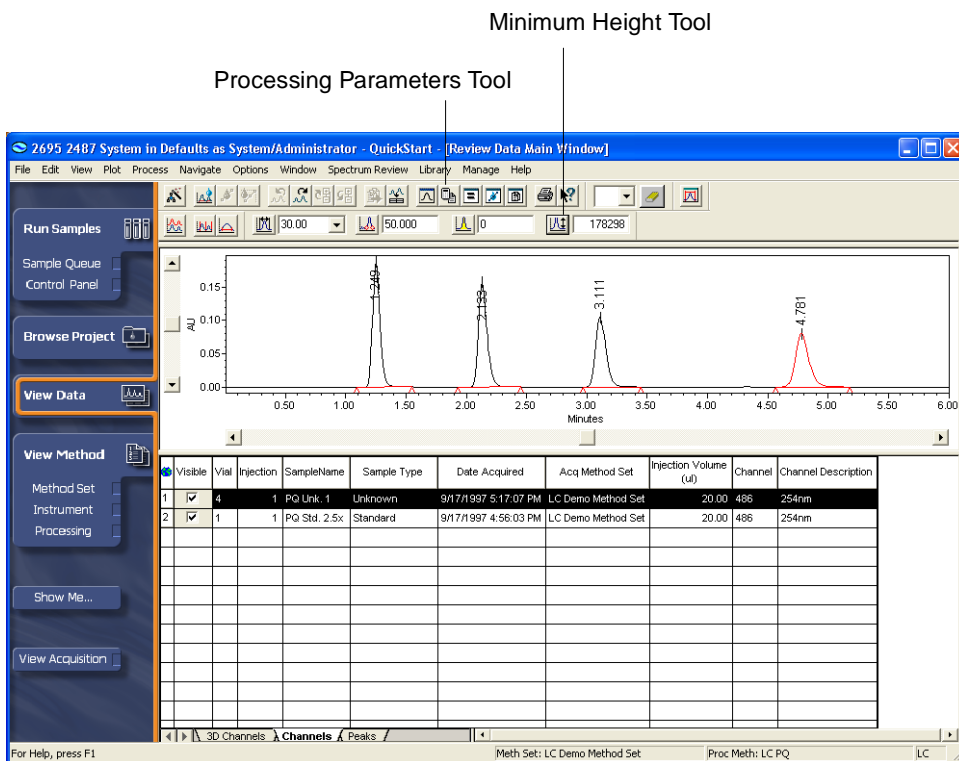 Minimum Height Tool
Processing Parameters Tool
2695 2487 System in Defaults as System/Administrator - QuickStart - [Review Data Main Window]
File Edit View Plot Process Navigate Options Window Spectrum Review Library Manage Help
30.00 50.000 0 178298
Run Samples
Sample Queue
Control Panel
Browse Project
View Data
View Method
Method Set
Instrument
Processing
Show Me...
View Acquisition
AU
0.15
0.10
0.05
0.00
1.249
2.133
3.111
4.781
0.50 1.00 1.50 2.00 2.50 3.00 3.50 4.00 4.50 5.00 5.50 6.00
Minutes
Visible Vial Injection SampleName Sample Type Date Acquired Acq Method Set Injection Volume (ul) Channel Channel Description
1 4 1 PQ Unk. 1 Unknown 9/17/1997 5:17:07 PM LC Demo Method Set 20.00 486 254nm
2 1 1 PQ Std. 2.5x Standard 9/17/1997 4:56:03 PM LC Demo Method Set 20.00 486 254nm
3D Channels Channels Peaks
For Help, press F1 Meth Set: LC Demo Method Set Proc Meth: LC PQ LC